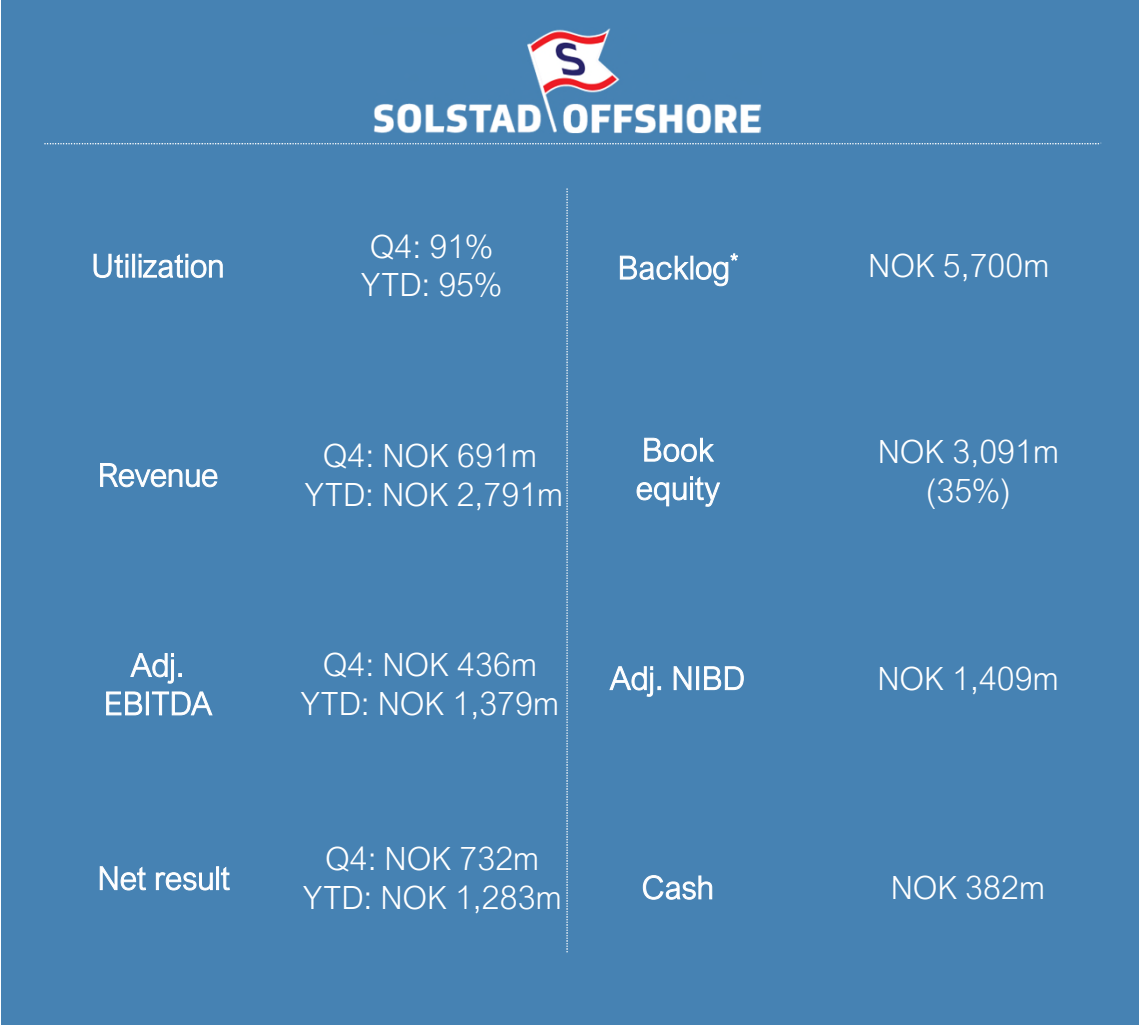 S
SOLSTAD OFFSHORE
Utilization
Q4: 91%
YTD: 95%
Revenue
Q4: NOK 691m
YTD: NOK 2,791m
Adj.
EBITDA
Q4: NOK 436m
YTD: NOK 1,379m
Net result
Q4: NOK 732m
YTD: NOK 1,283m
Backlog*
NOK 5,700m
Book
equity
NOK 3,091m
(35%)
Adj. NIBD
NOK 1,409m
Cash
NOK 382m